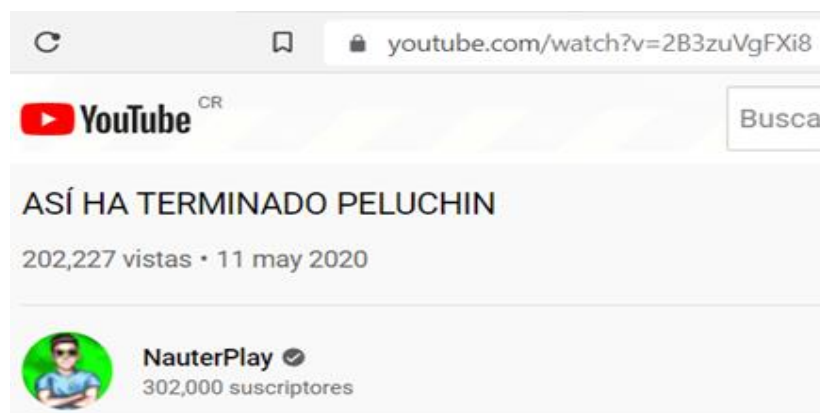 youtube.com/watch?v=2B3zuVgFXi8
YouTube CR
Busca
ASÍ HA TERMINADO PELUCHIN
202,227 vistas • 11 may 2020
NauterPlay
302,000 suscriptores